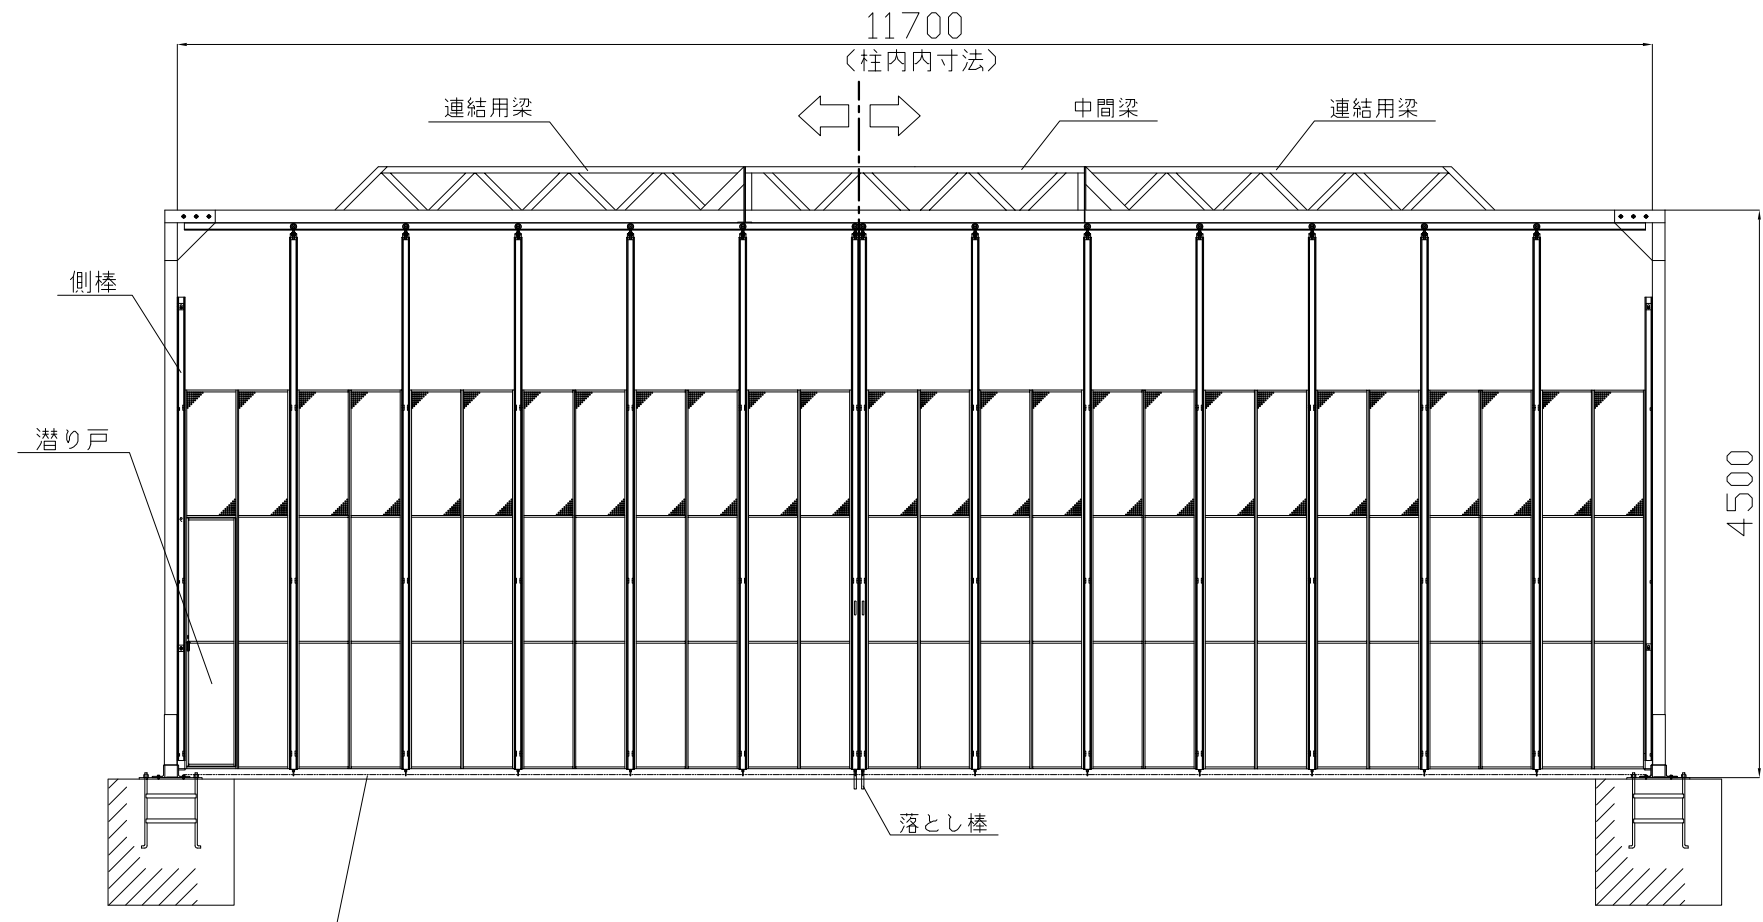 11700
(柱内内寸法)
連結用梁
中間梁
連結用梁
側棒
潜り戸
4500
落とし棒